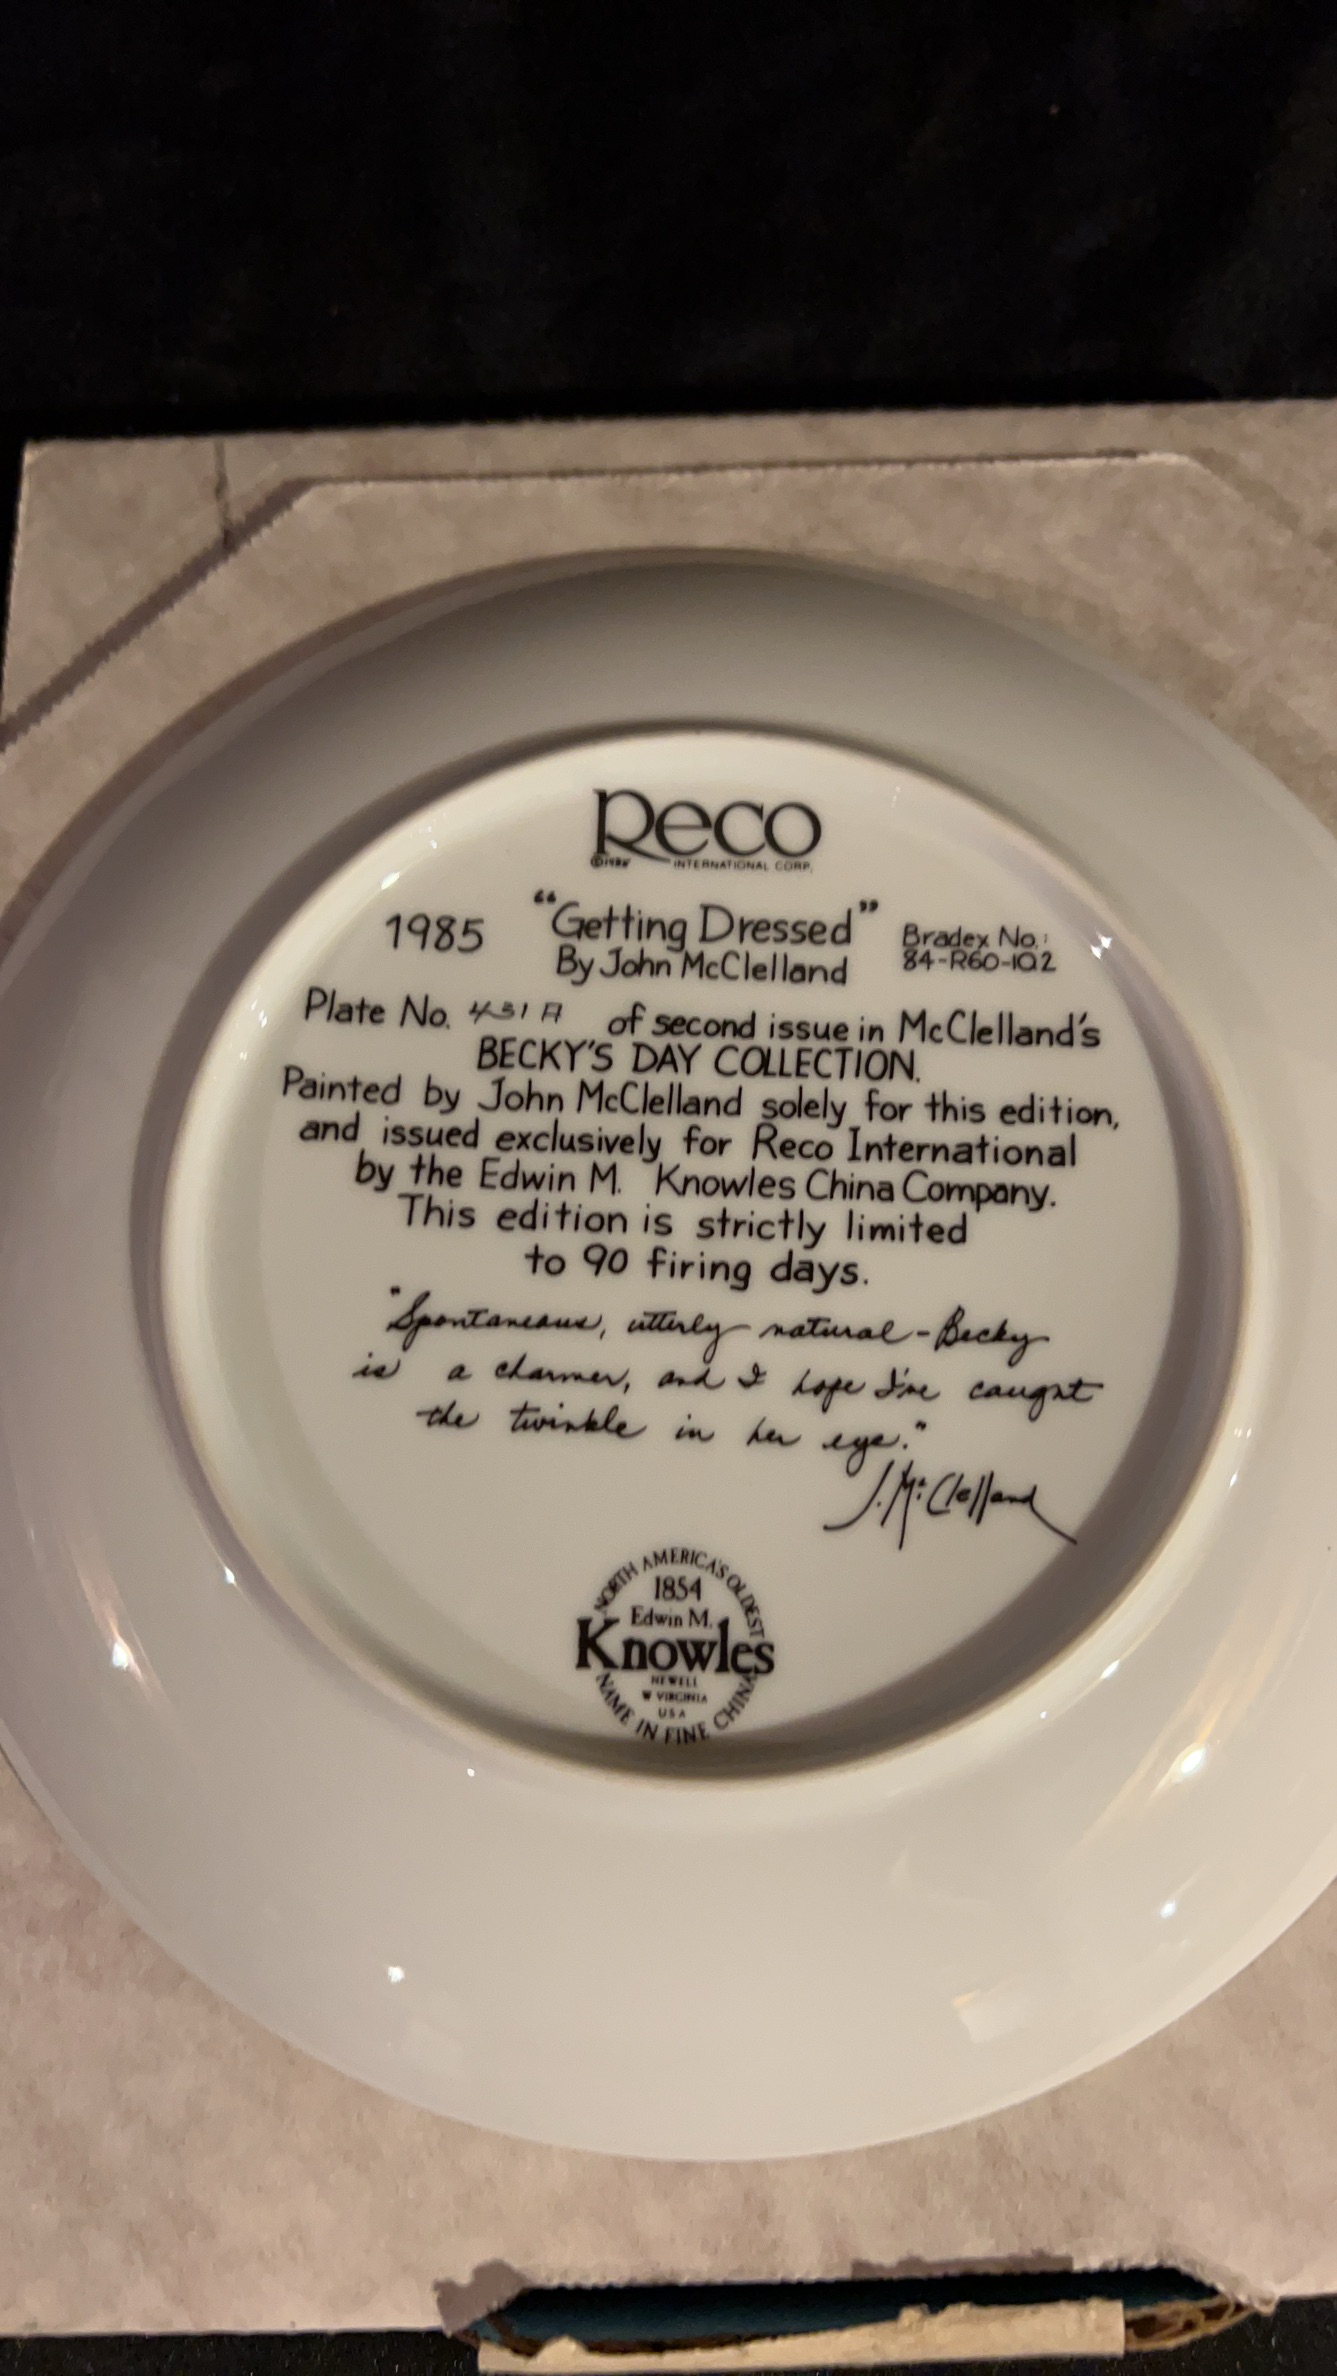 Reco
©1985 INTERNATIONAL CORP.
1985 "Getting Dressed" Bradex No.:
By John McClelland 84-R60-10.2
Plate No. 431A of second issue in McClelland's
BECKY'S DAY COLLECTION.
Painted by John McClelland solely for this edition,
and issued exclusively for Reco International
by the Edwin M. Knowles China Company.
This edition is strictly limited
to 90 firing days.
"Spontaneous, utterly natural - Becky
is a charmer, and I hope I've caught
the twinkle in her eye."
J. McClelland
NORTH AMERICA'S OLDEST
1854
Edwin M.
Knowles
NEWELL
W VIRGINIA
USA
NAME IN FINE CHINA